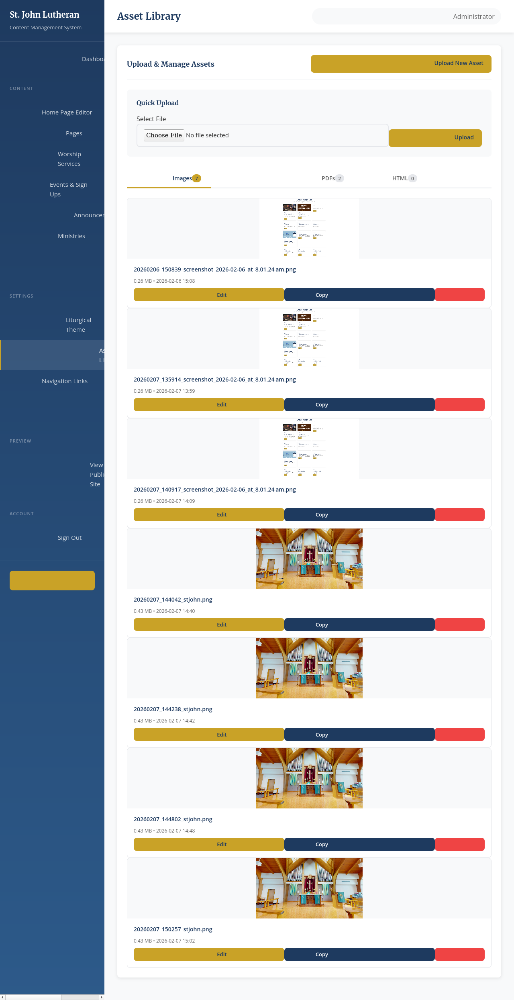 St. John Lutheran
Content Management System
Dashboa
CONTENT
Home Page Editor
Pages
Worship
Services
Events & Sign
Ups
Announcer
Ministries
SETTINGS
Liturgical
Theme
As
Li
Navigation Links
PREVIEW
View
Publi
Site
ACCOUNT
Sign Out
Asset Library
Administrator
Upload & Manage Assets
Upload New Asset
Quick Upload
Select File
Choose File No file selected
Upload
Images 7
PDFs 2
HTML 0
20260206_150839_screenshot_2026-02-06_at_8.01.24 am.png
0.26 MB • 2026-02-06 15:08
Edit
Copy
20260207_135914_screenshot_2026-02-06_at_8.01.24 am.png
0.26 MB • 2026-02-07 13:59
Edit
Copy
20260207_140917_screenshot_2026-02-06_at_8.01.24 am.png
0.26 MB • 2026-02-07 14:09
Edit
Copy
20260207_144042_stjohn.png
0.43 MB • 2026-02-07 14:40
Edit
Copy
20260207_144238_stjohn.png
0.43 MB • 2026-02-07 14:42
Edit
Copy
20260207_144802_stjohn.png
0.43 MB • 2026-02-07 14:48
Edit
Copy
20260207_150257_stjohn.png
0.43 MB • 2026-02-07 15:02
Edit
Copy